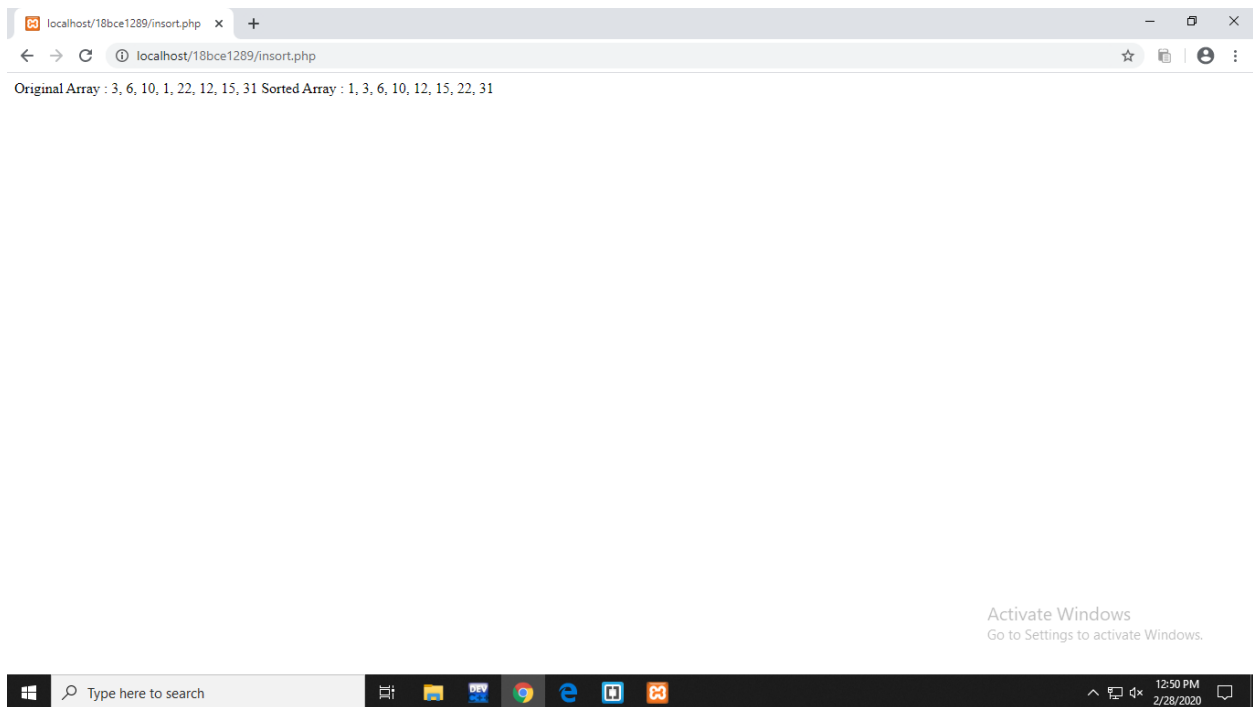 localhost/18bce1289/insort.php
localhost/18bce1289/insort.php
Original Array : 3, 6, 10, 1, 22, 12, 15, 31 Sorted Array : 1, 3, 6, 10, 12, 15, 22, 31
Activate Windows
Go to Settings to activate Windows.
Type here to search
DEV
12:50 PM
2/28/2020